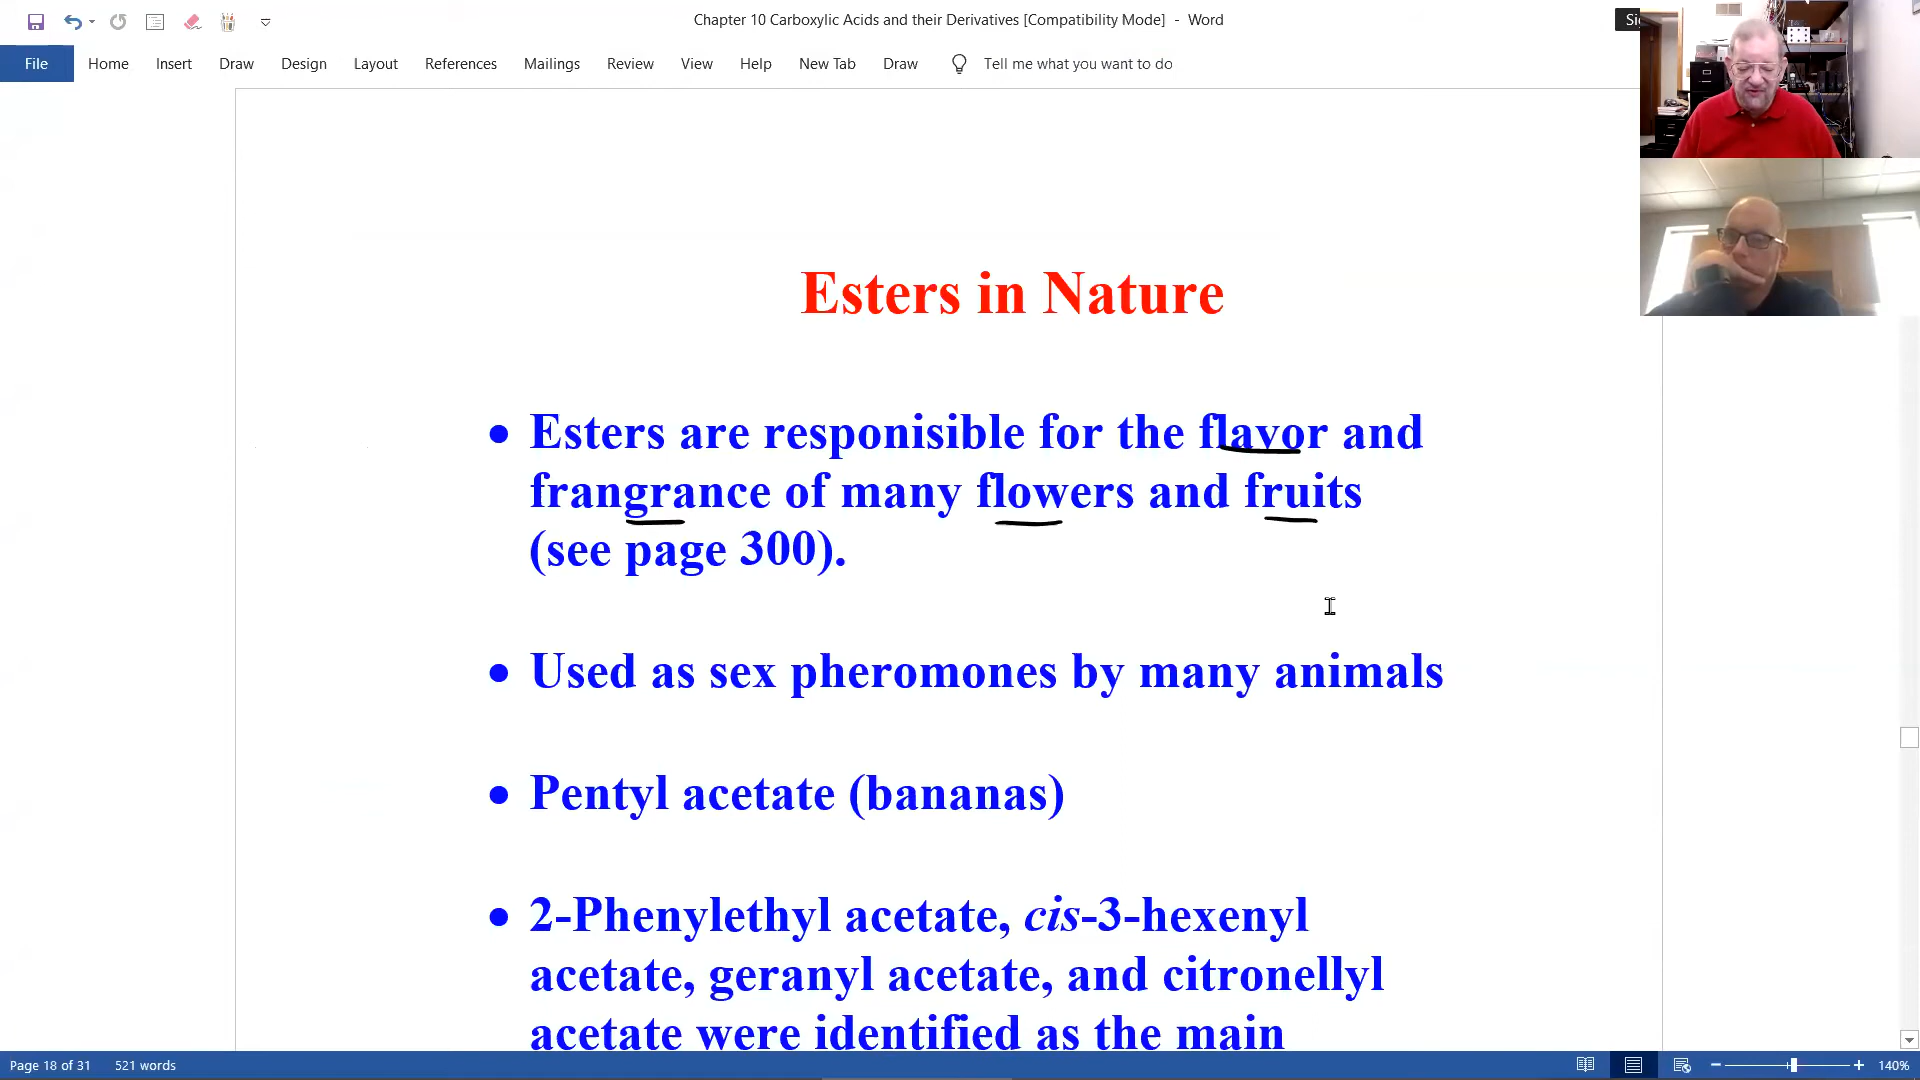 Chapter 10 Carboxylic Acids and their Derivatives [Compatibility Mode] - Word
File Home Insert Draw Design Layout References Mailings Review View Help New Tab Draw Tell me what you want to do
Esters in Nature
• Esters are responisible for the flavor and
frangrance of many flowers and fruits
(see page 300).
• Used as sex pheromones by many animals
• Pentyl acetate (bananas)
• 2-Phenylethyl acetate, cis-3-hexenyl
acetate, geranyl acetate, and citronellyl
acetate were identified as the main
Page 18 of 31 521 words 140%